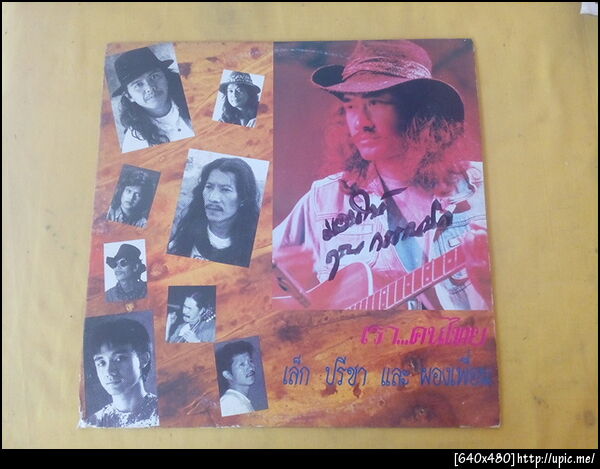 เรา...คนไทย
เล็ก ปรีชา และ ผองเพื่อน
[640x480]http://upic.me/